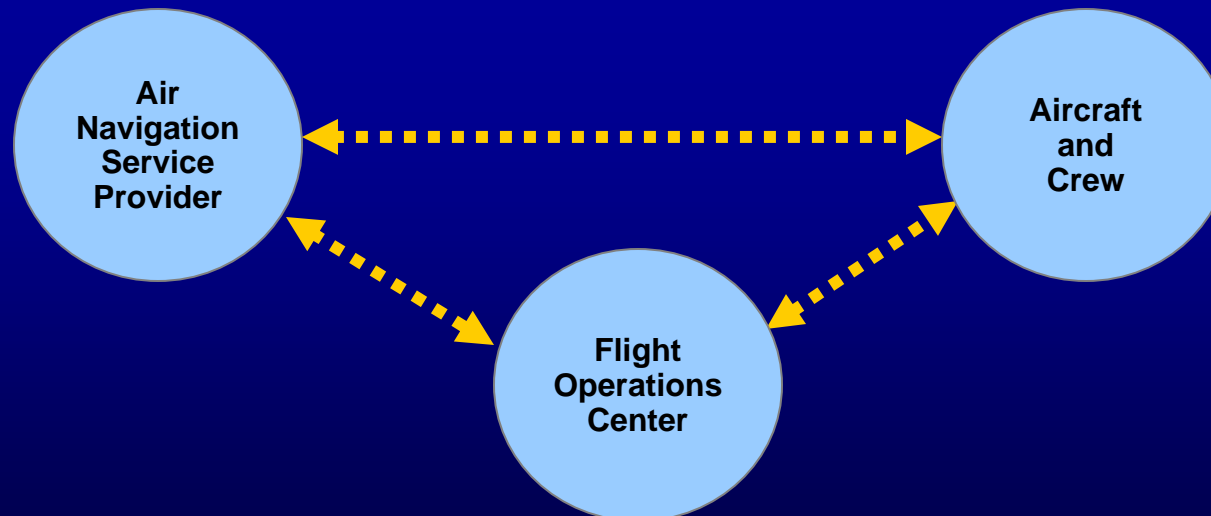 Air
Navigation
Service
Provider
Aircraft
and
Crew
Flight
Operations
Center